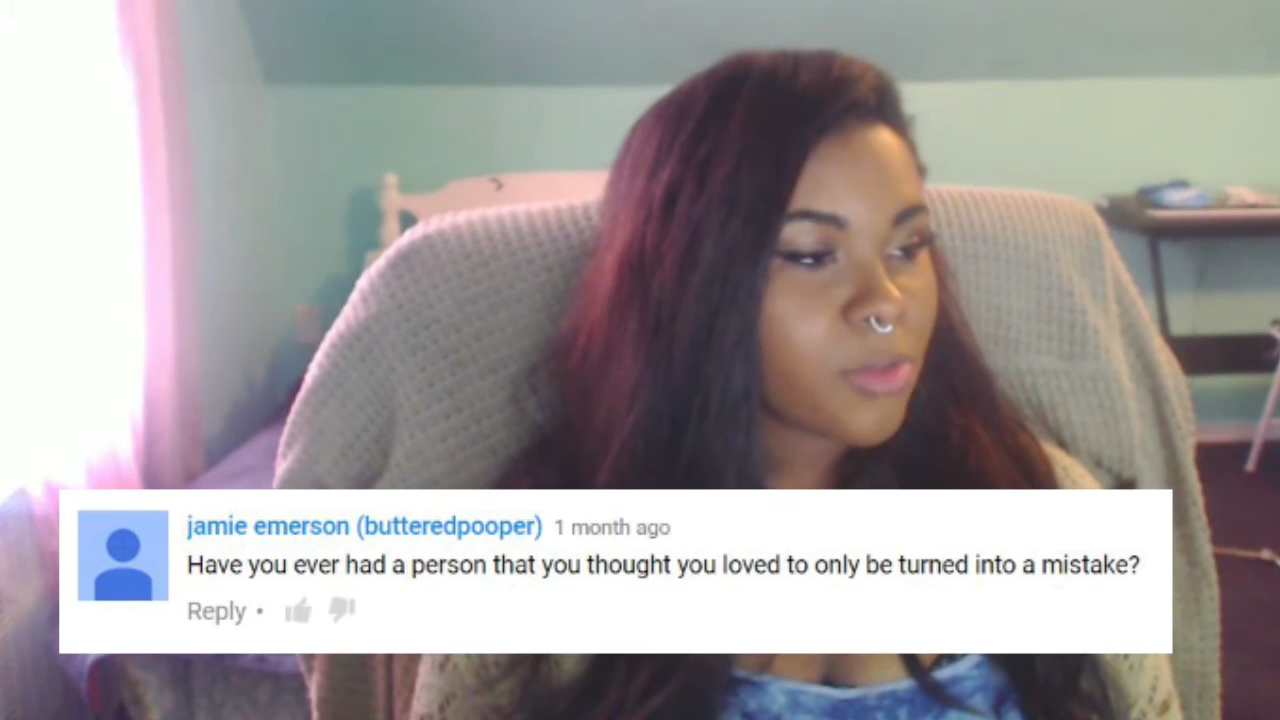 jamie emerson (butteredpooper) 1 month ago
Have you ever had a person that you thought you loved to only be turned into a mistake?
Reply •